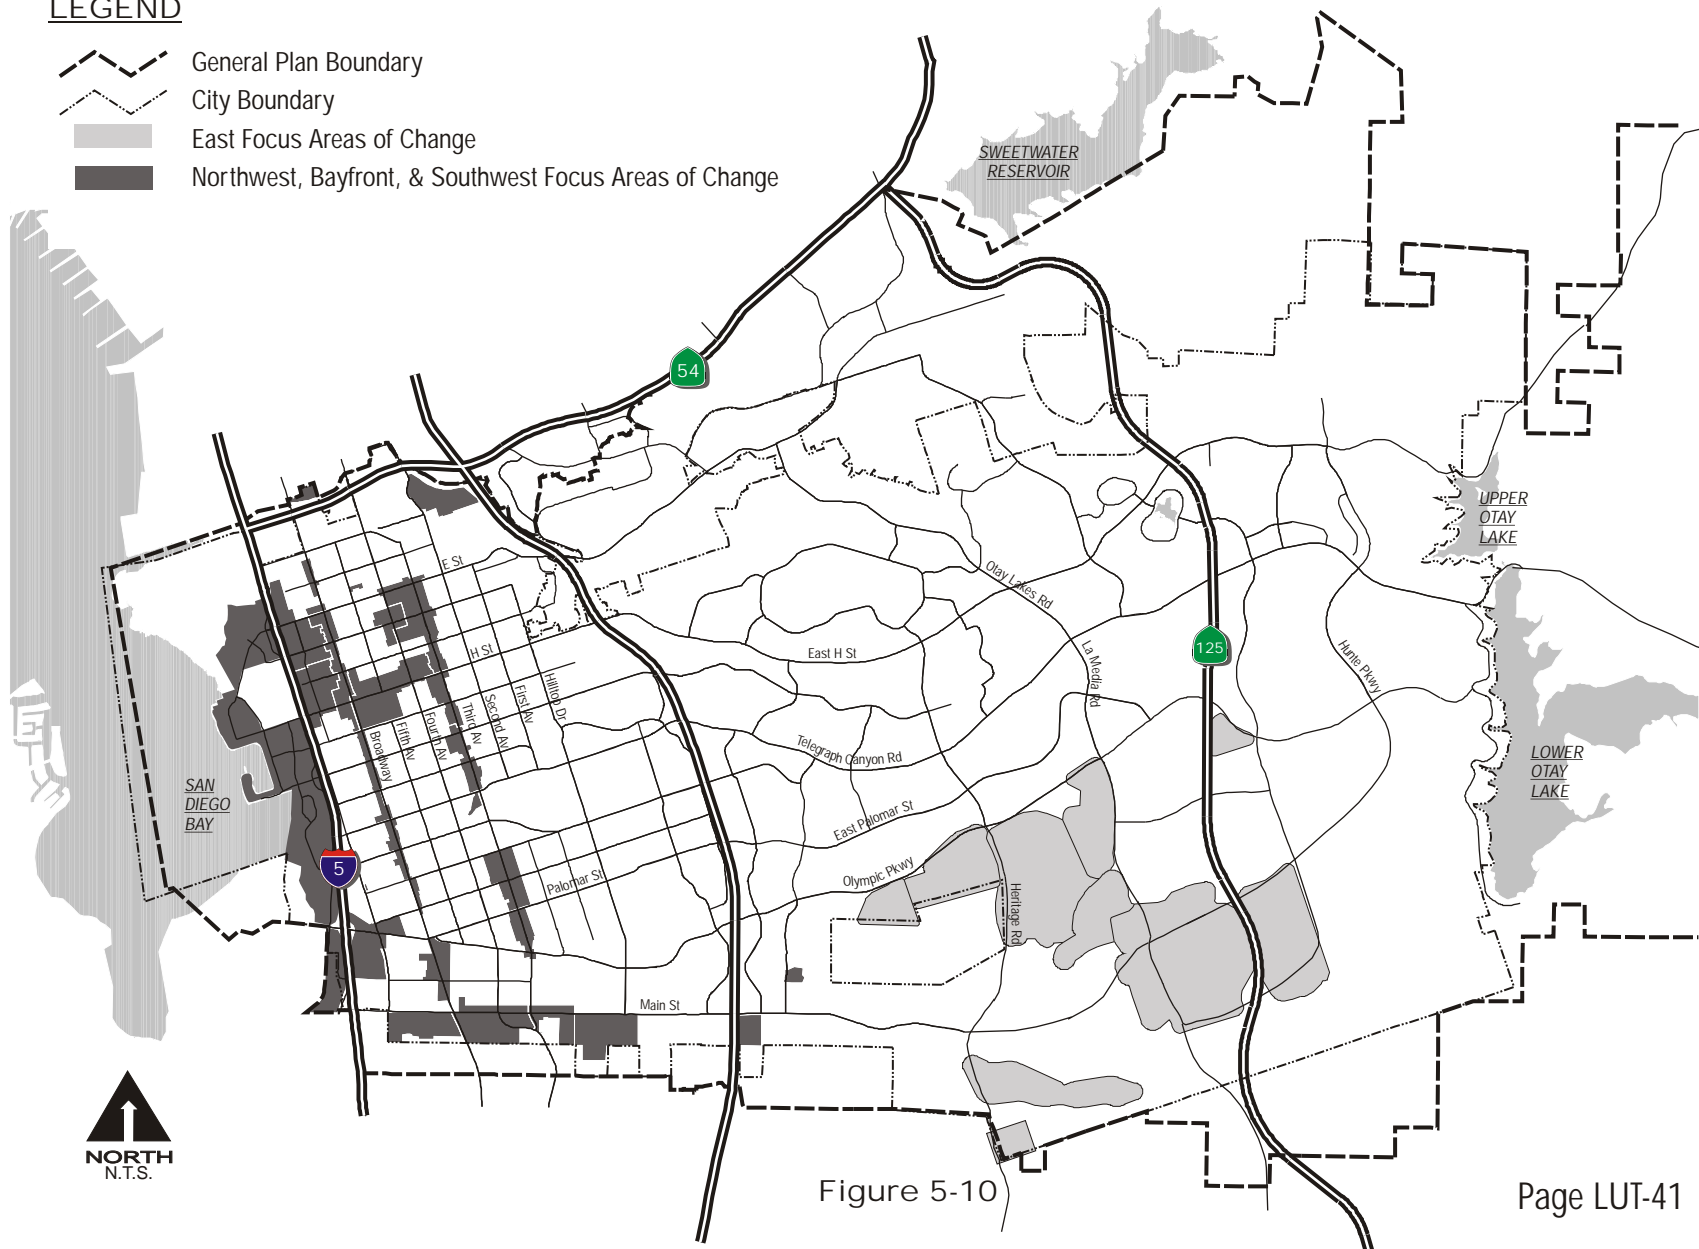 LEGEND
General Plan Boundary
City Boundary
East Focus Areas of Change
Northwest, Bayfront, & Southwest Focus Areas of Change
SWEETWATER
RESERVOIR
54
UPPER
OTAY
LAKE
E St
Otay Lakes Rd
H St
East H St
125
La Media Rd
Hunte Pkwy
Hilltop Dr
First Av
Second Av
Third Av
Fourth Av
Fifth Av
Broadway
Telegraph Canyon Rd
LOWER
OTAY
LAKE
SAN
DIEGO
BAY
East Palomar St
5
Palomar St
Olympic Pkwy
Heritage Rd
Main St
NORTH
N.T.S.
Figure 5-10
Page LUT-41